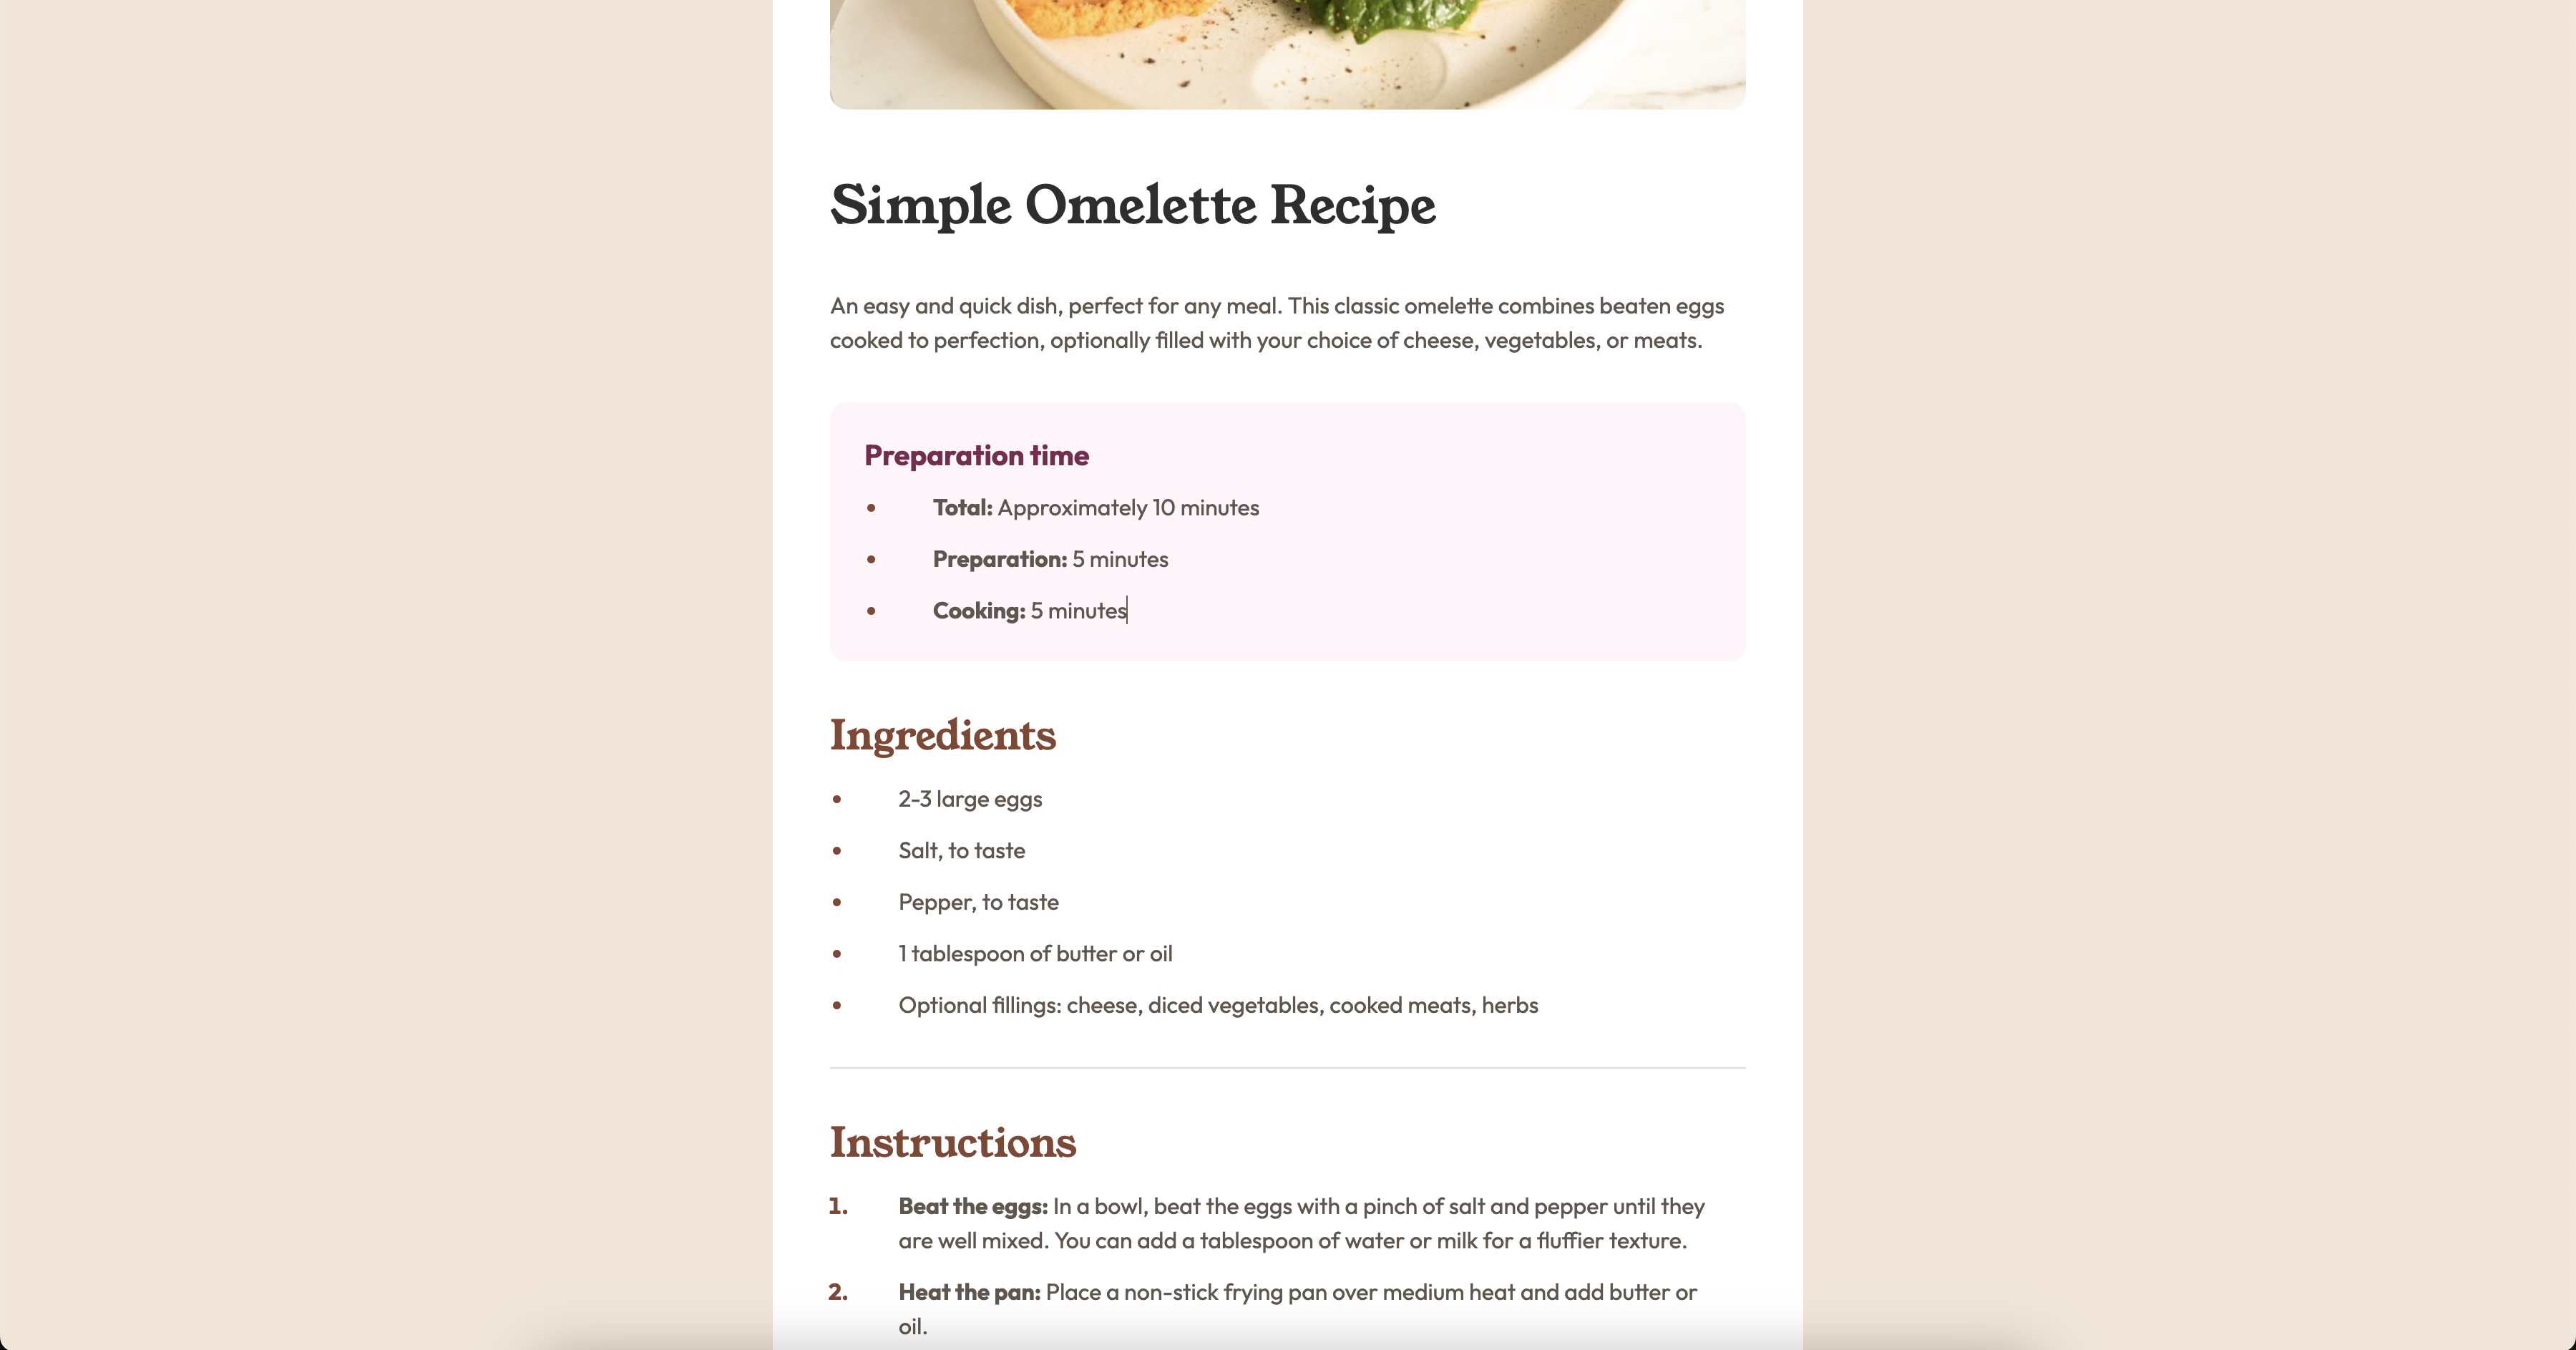 Simple Omelette Recipe
An easy and quick dish, perfect for any meal. This classic omelette combines beaten eggs
cooked to perfection, optionally filled with your choice of cheese, vegetables, or meats.
Preparation time
• Total: Approximately 10 minutes
• Preparation: 5 minutes
• Cooking: 5 minutes
Ingredients
• 2-3 large eggs
• Salt, to taste
• Pepper, to taste
• 1 tablespoon of butter or oil
• Optional fillings: cheese, diced vegetables, cooked meats, herbs
Instructions
1. Beat the eggs: In a bowl, beat the eggs with a pinch of salt and pepper until they
are well mixed. You can add a tablespoon of water or milk for a fluffier texture.
2. Heat the pan: Place a non-stick frying pan over medium heat and add butter or
oil.